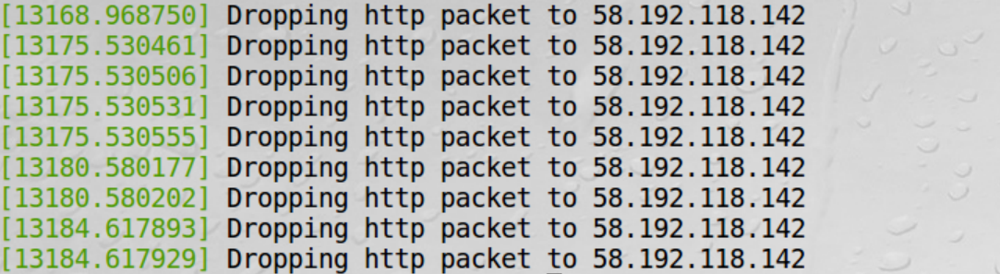 [13168.968750] Dropping http packet to 58.192.118.142
[13175.530461] Dropping http packet to 58.192.118.142
[13175.530506] Dropping http packet to 58.192.118.142
[13175.530531] Dropping http packet to 58.192.118.142
[13175.530555] Dropping http packet to 58.192.118.142
[13180.580177] Dropping http packet to 58.192.118.142
[13180.580202] Dropping http packet to 58.192.118.142
[13184.617893] Dropping http packet to 58.192.118.142
[13184.617929] Dropping http packet to 58.192.118.142